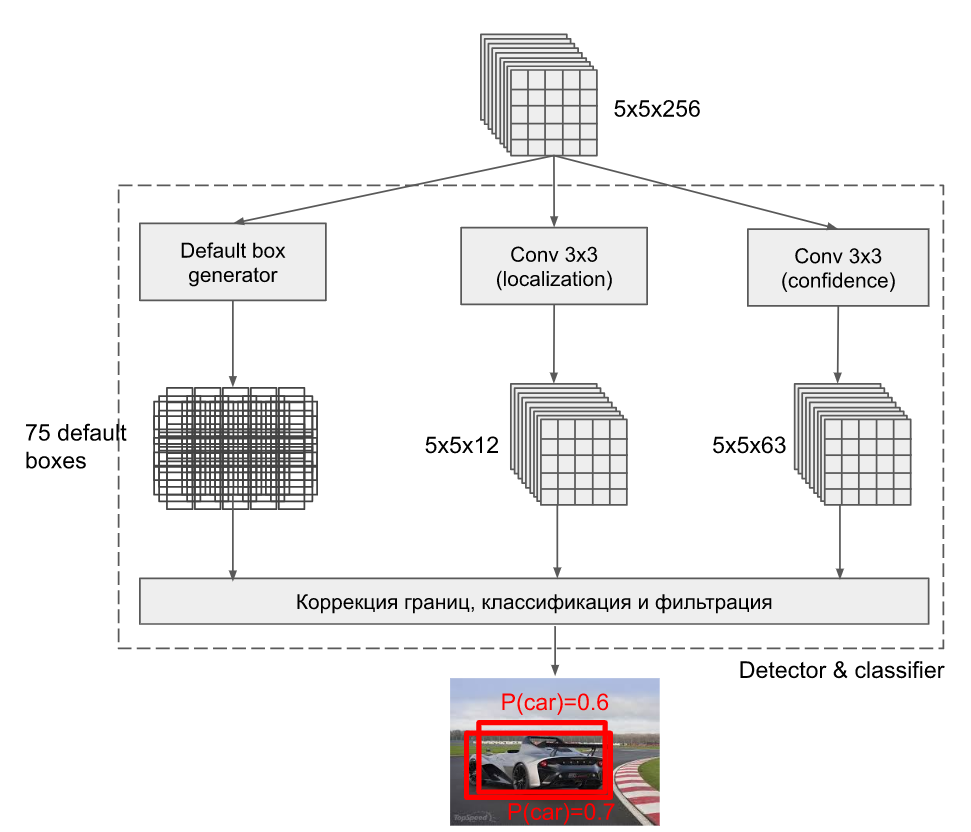 5x5x256
Default box
generator
Conv 3x3
(localization)
Conv 3x3
(confidence)
75 default
boxes
5x5x12
5x5x63
Коррекция границ, классификация и фильтрация
Detector & classifier
P(car)=0.6
P(car)=0.7
TopSpeed